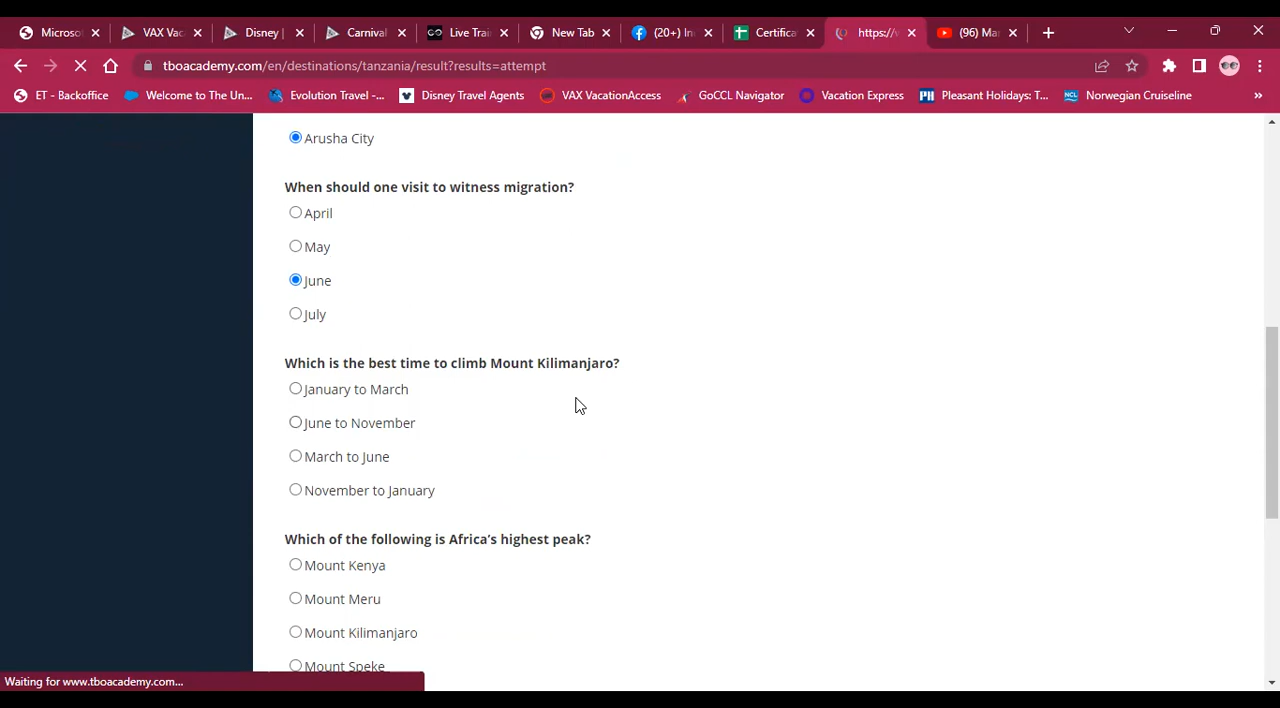 Microso
VAX Vac
Disney |
Carnival
Live Trai
New Tab
(20+) In
Certifica
https://
(96) Ma
tboacademy.com/en/destinations/tanzania/result?results=attempt
ET - Backoffice
Welcome to The Un...
Evolution Travel -...
Disney Travel Agents
VAX VacationAccess
GoCCL Navigator
Vacation Express
PH
Pleasant Holidays: T...
NCL
Norwegian Cruiseline
»
Arusha City
When should one visit to witness migration?
April
May
June
July
Which is the best time to climb Mount Kilimanjaro?
January to March
June to November
March to June
November to January
Which of the following is Africa's highest peak?
Mount Kenya
Mount Meru
Mount Kilimanjaro
Mount Speke
Waiting for www.tboacademy.com...